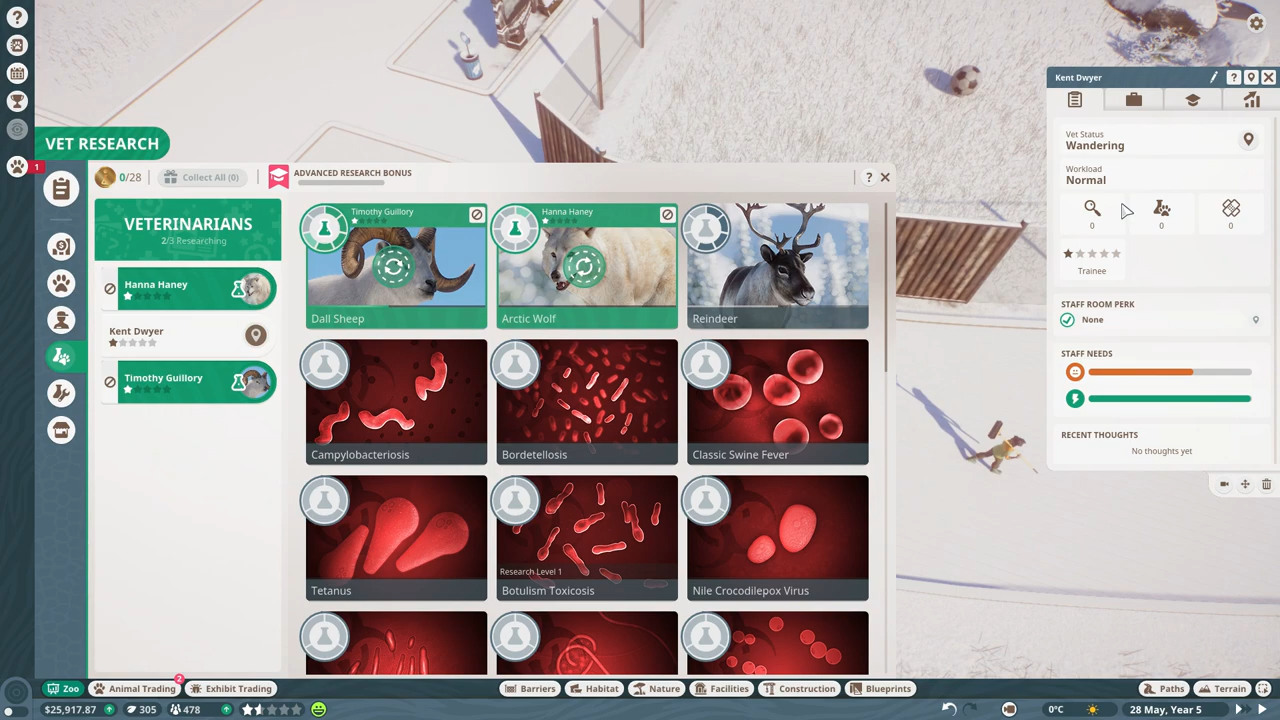 VET RESEARCH
1
0/28
Collect All (0)
ADVANCED RESEARCH BONUS
?
VETERINARIANS
2/3 Researching
Hanna Haney
Kent Dwyer
Timothy Guillory
Timothy Guillory
Dall Sheep
Hanna Haney
Arctic Wolf
Reindeer
Campylobacteriosis
Bordetellosis
Classic Swine Fever
Tetanus
Research Level 1
Botulism Toxicosis
Nile Crocodilepox Virus
Kent Dwyer
?
Vet Status
Wandering
Workload
Normal
0
0
0
Trainee
STAFF ROOM PERK
None
STAFF NEEDS
RECENT THOUGHTS
No thoughts yet
?
Zoo
Animal Trading
2
Exhibit Trading
Barriers
Habitat
Nature
Facilities
Construction
Blueprints
Paths
Terrain
$25,917.87
305
478
0°C
28 May, Year 5